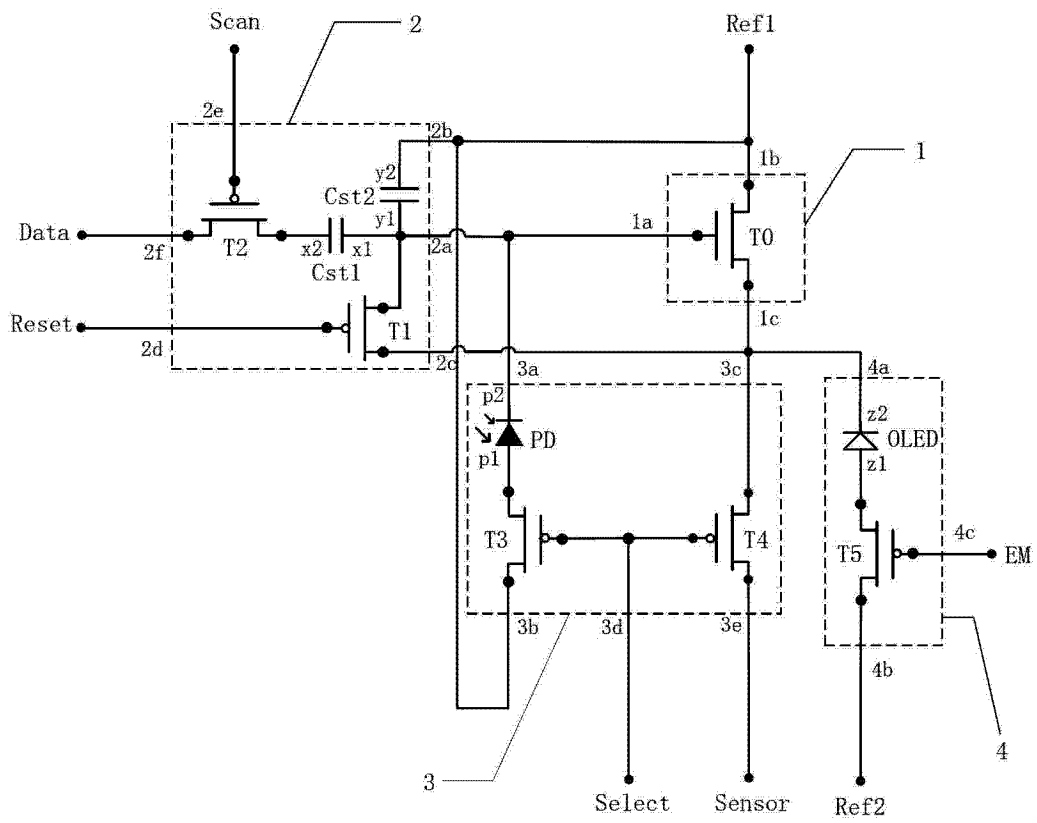 Scan
2
Ref1
2e
2b
1b
1
y2
Cst2
y1
1a
T0
Data
2f
T2
x2
x1
Cst1
2a
Reset
2d
T1
2c
1c
3a
3c
4a
p2
PD
p1
z2
OLED
z1
T3
T4
T5
4c
EM
3b
3d
3e
4b
3
4
Select
Sensor
Ref2